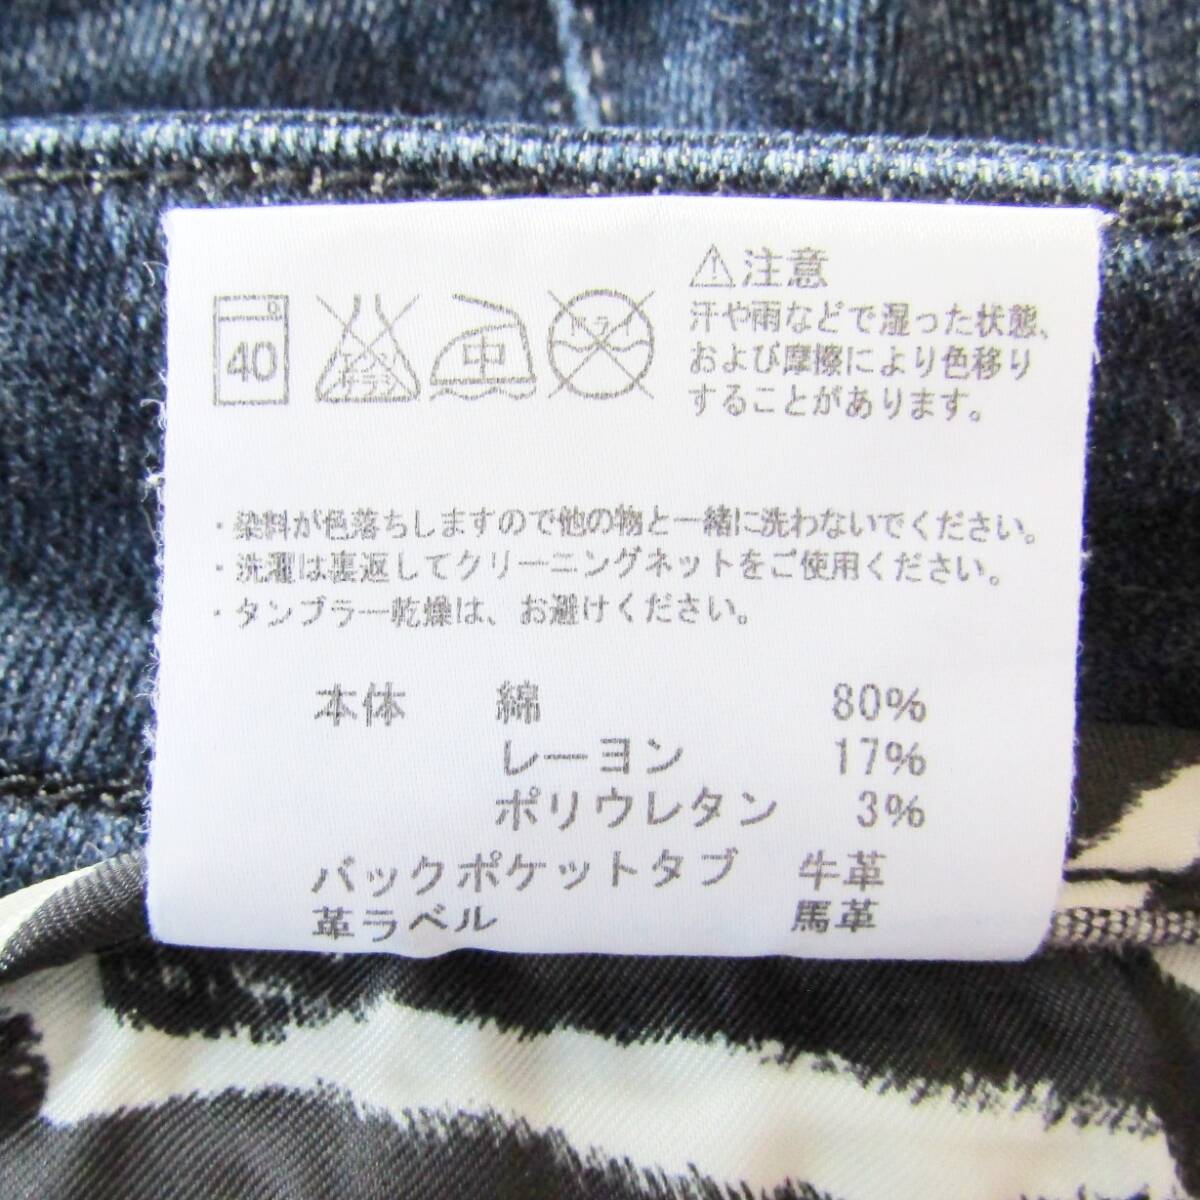 ⚠注意
汗や雨などで湿った状態、
および摩擦により色移り
することがあります。
40
エンソ
サラシ
中
ドライ
・染料が色落ちしますので他の物と一緒に洗わないでください。
・洗濯は裏返してクリーニングネットをご使用ください。
・タンブラー乾燥は、お避けください。
本体 綿 80%
レーヨン 17%
ポリウレタン 3%
バックポケットタブ 牛革
革ラベル 馬革